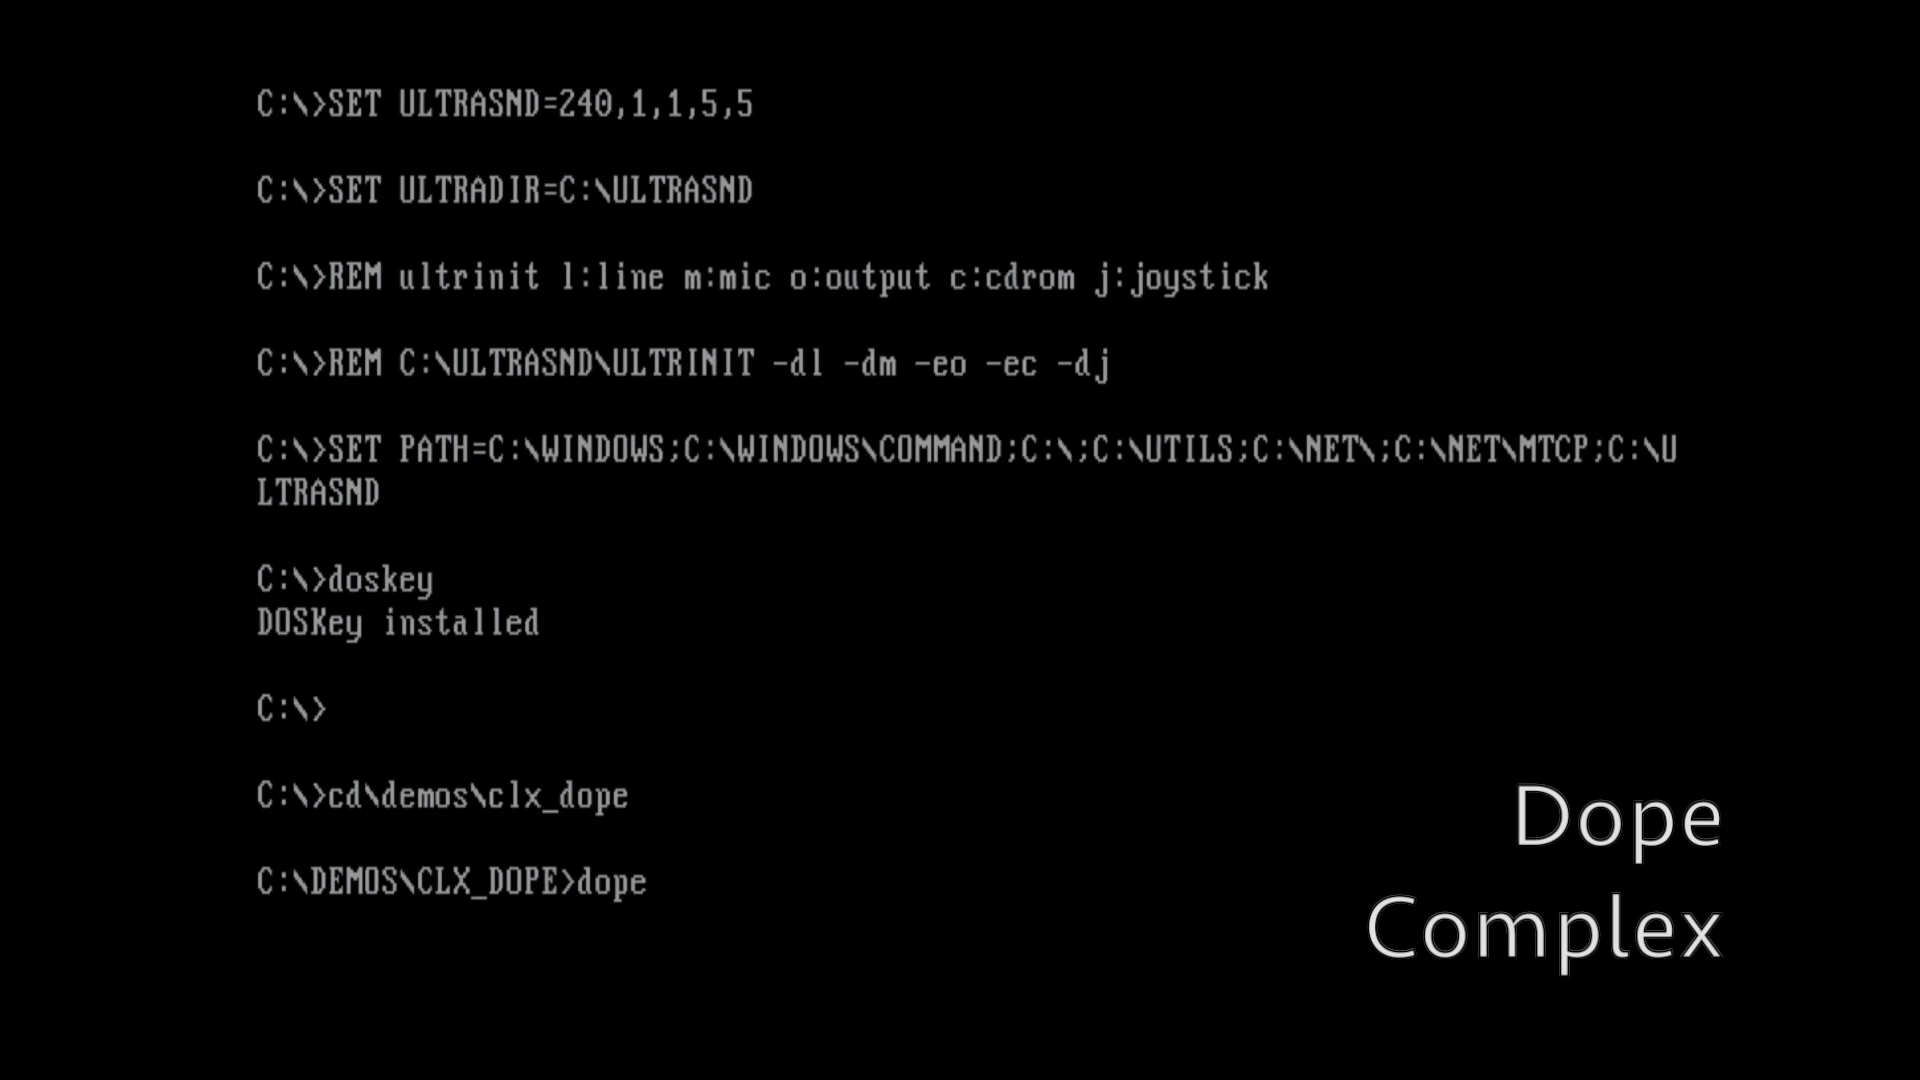 C:\>SET ULTRASND=240,1,1,5,5
C:\>SET ULTRADIR=C:\ULTRASND
C:\>REM ultrinit l:line m:mic o:output c:cdrom j:joystick
C:\>REM C:\ULTRASND\ULTRINIT -dl -dm -eo -ec -dj
C:\>SET PATH=C:\WINDOWS;C:\WINDOWS\COMMAND;C:\;C:\UTILS;C:\NET\;C:\NET\MTCP;C:\U
LTRASND
C:\>doskey
DOSKey installed
C:\>
C:\>cd\demos\clx_dope
C:\DEMOS\CLX_DOPE>dope
Dope
Complex